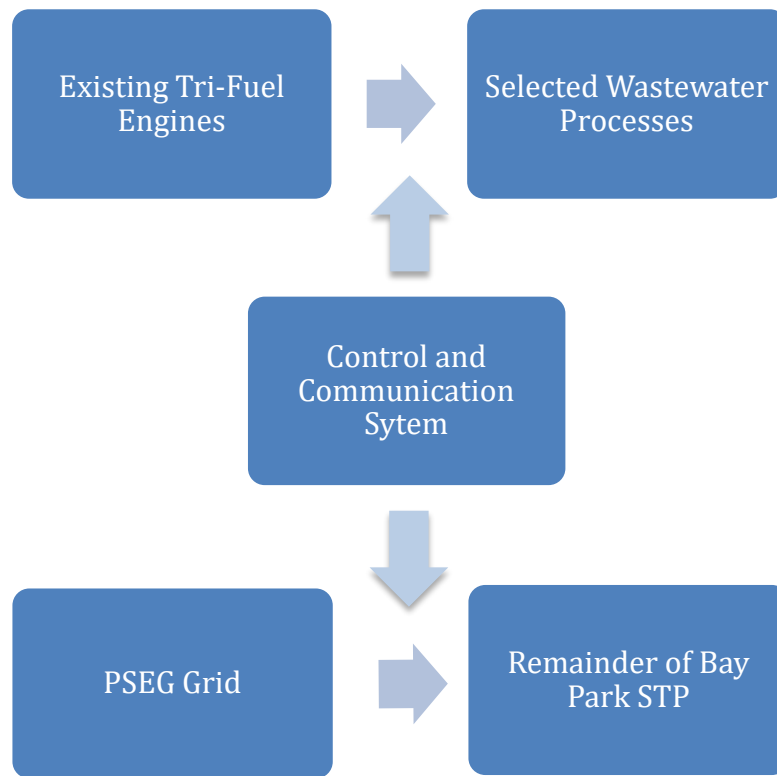 Existing Tri-Fuel
Engines
Selected Wastewater
Processes
Control and
Communication
Sytem
PSEG Grid
Remainder of Bay
Park STP